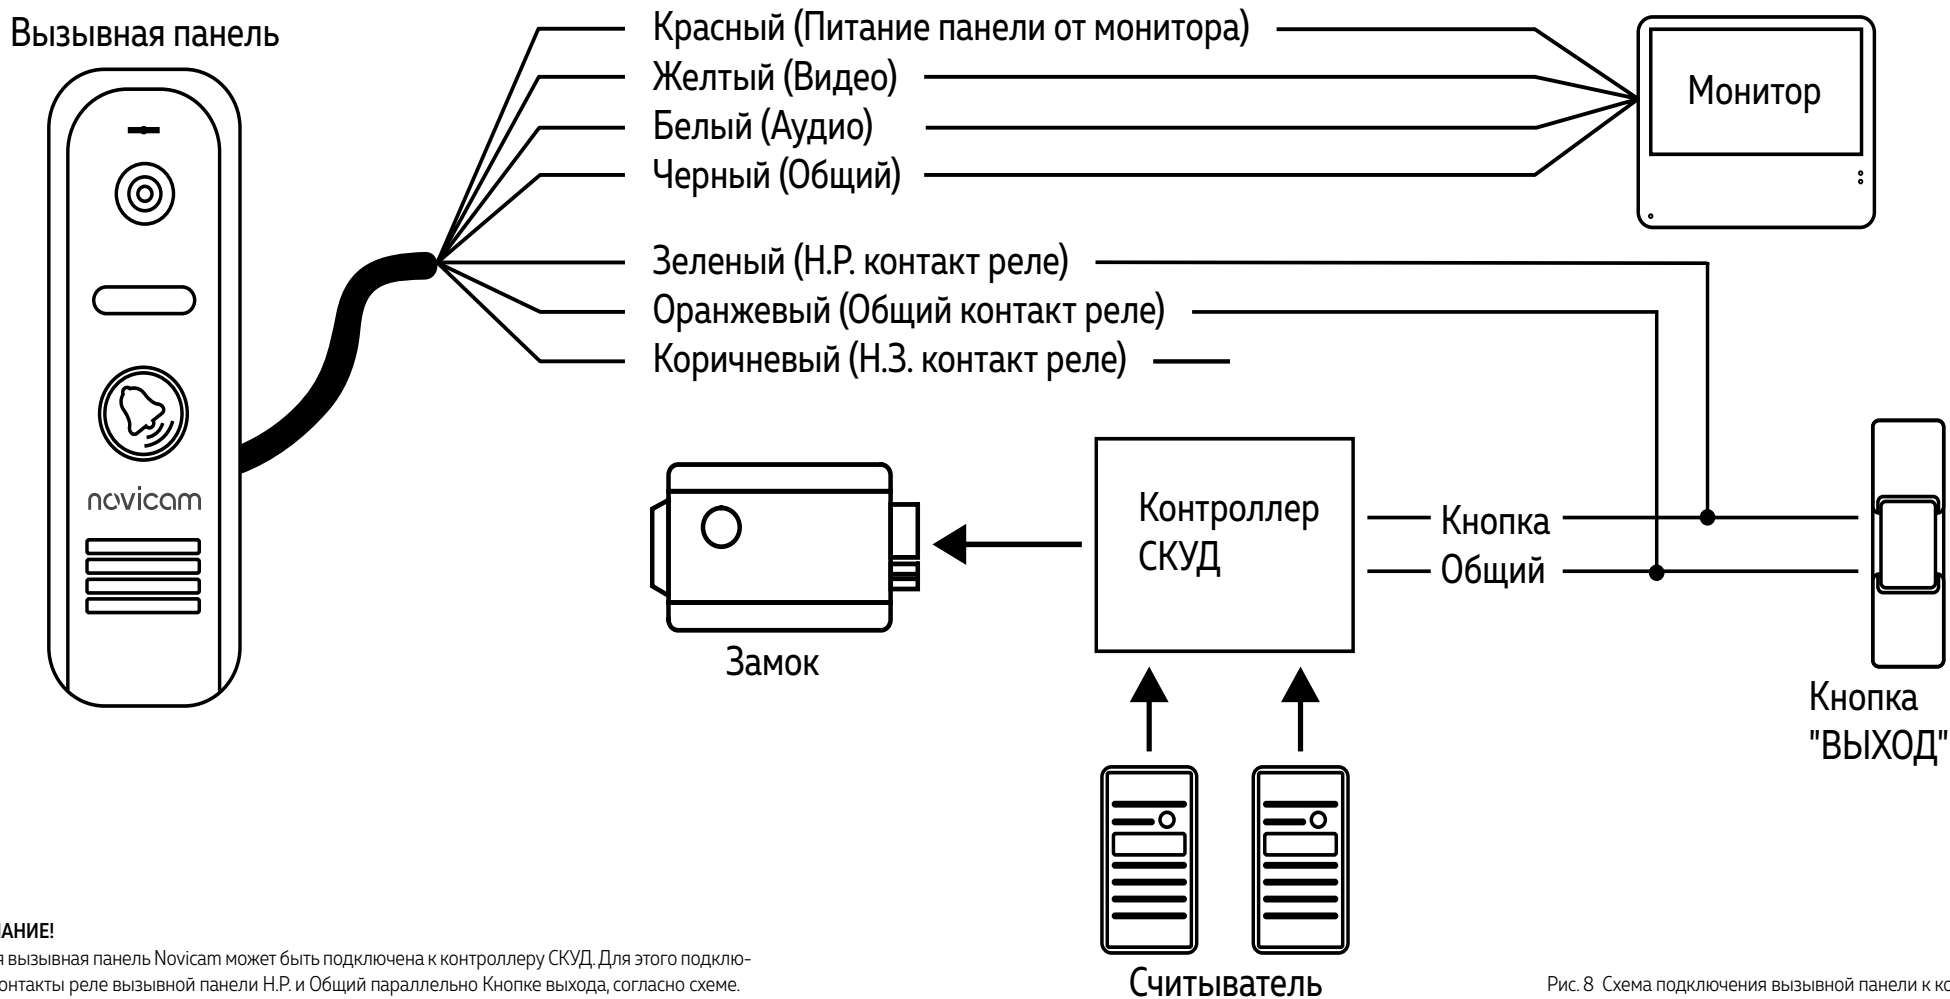 Вызывная панель
Красный (Питание панели от монитора)
Желтый (Видео)
Белый (Аудио)
Черный (Общий)
Монитор
Зеленый (Н.Р. контакт реле)
Оранжевый (Общий контакт реле)
Коричневый (Н.З. контакт реле)
novicam
Контроллер
СКУД
Кнопка
Общий
Замок
Кнопка
"ВЫХОД"
Считыватель
вызывная панель Novicam может быть подключена к контроллеру СКУД. Для этого подклю-
контакты реле вызывной панели Н.Р. и Общий параллельно Кнопке выхода, согласно схеме.
Рис. 8 Схема подключения вызывной панели к